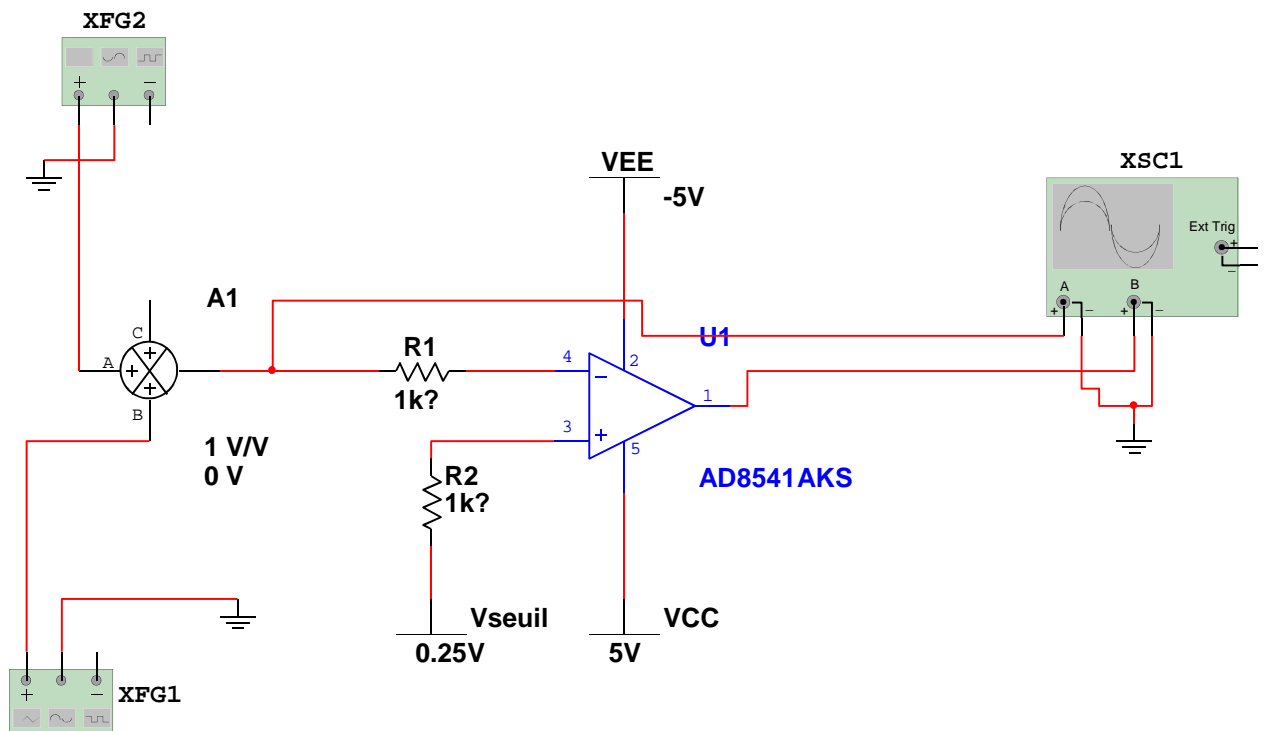 XFG2
+
−
VEE
-5V
XSC1
Ext Trig
+
−
A
B
+
−
+
−
A1
C
A
B
+
+
+
1 V/V
0 V
R1
1k?
U1
4
−
2
1
3
+
5
AD8541AKS
R2
1k?
Vseuil
0.25V
VCC
5V
XFG1
+
−